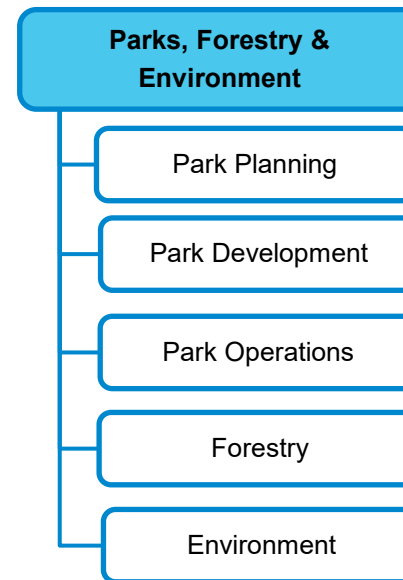 Parks, Forestry &
Environment
Park Planning
Park Development
Park Operations
Forestry
Environment